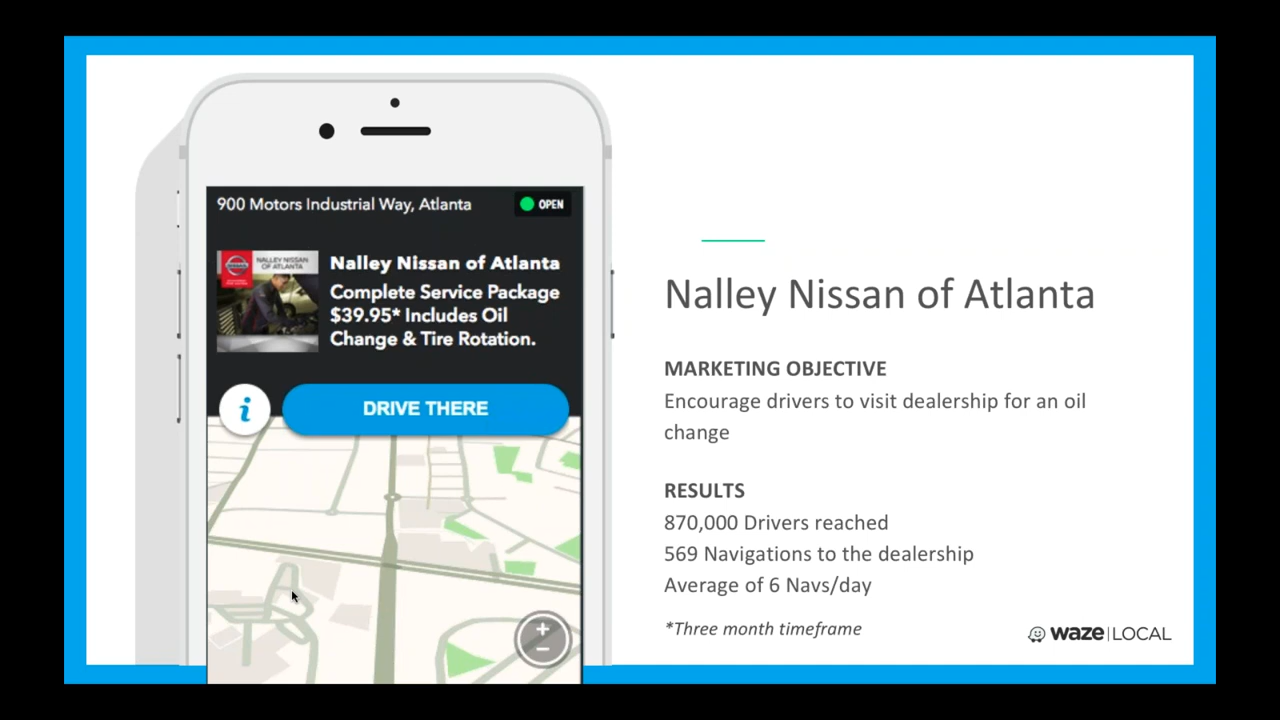 900 Motors Industrial Way, Atlanta
OPEN
NALLEY NISSAN
OF ATLANTA
Nalley Nissan of Atlanta
Complete Service Package
$39.95* Includes Oil
Change & Tire Rotation.
i
DRIVE THERE
+
−
Nalley Nissan of Atlanta
MARKETING OBJECTIVE
Encourage drivers to visit dealership for an oil
change
RESULTS
870,000 Drivers reached
569 Navigations to the dealership
Average of 6 Navs/day
*Three month timeframe
waze|LOCAL